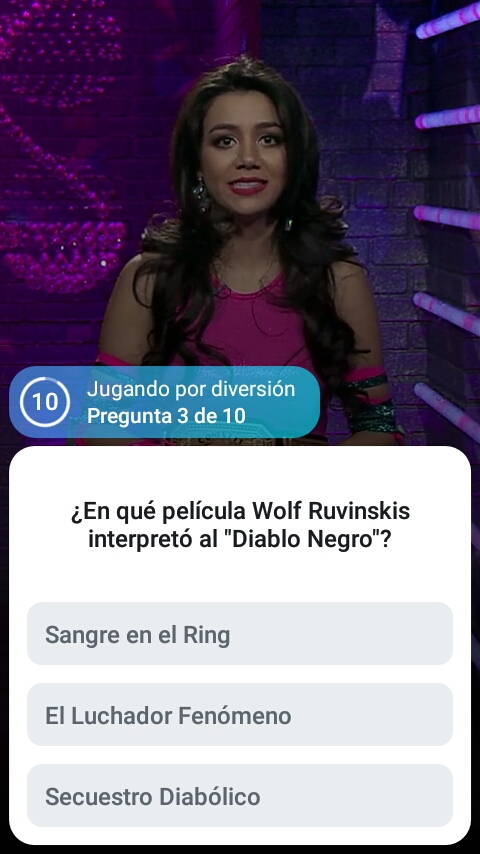 10
Jugando por diversión
Pregunta 3 de 10
¿En qué película Wolf Ruvinskis
interpretó al "Diablo Negro"?
Sangre en el Ring
El Luchador Fenómeno
Secuestro Diabólico